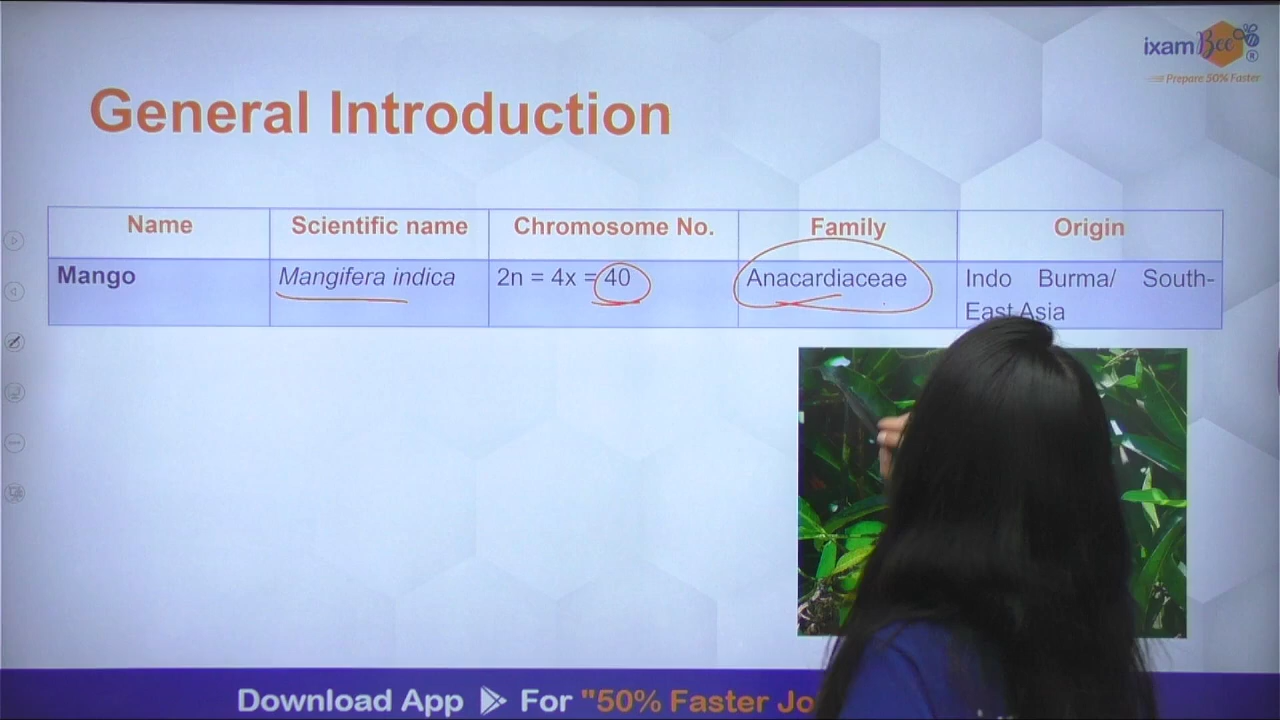 ixamBee
Prepare 50% Faster
General Introduction
Name Scientific name Chromosome No. Family Origin
Mango Mangifera indica 2n = 4x = 40 Anacardiaceae Indo Burma/ South-
East Asia
Download App For "50% Faster